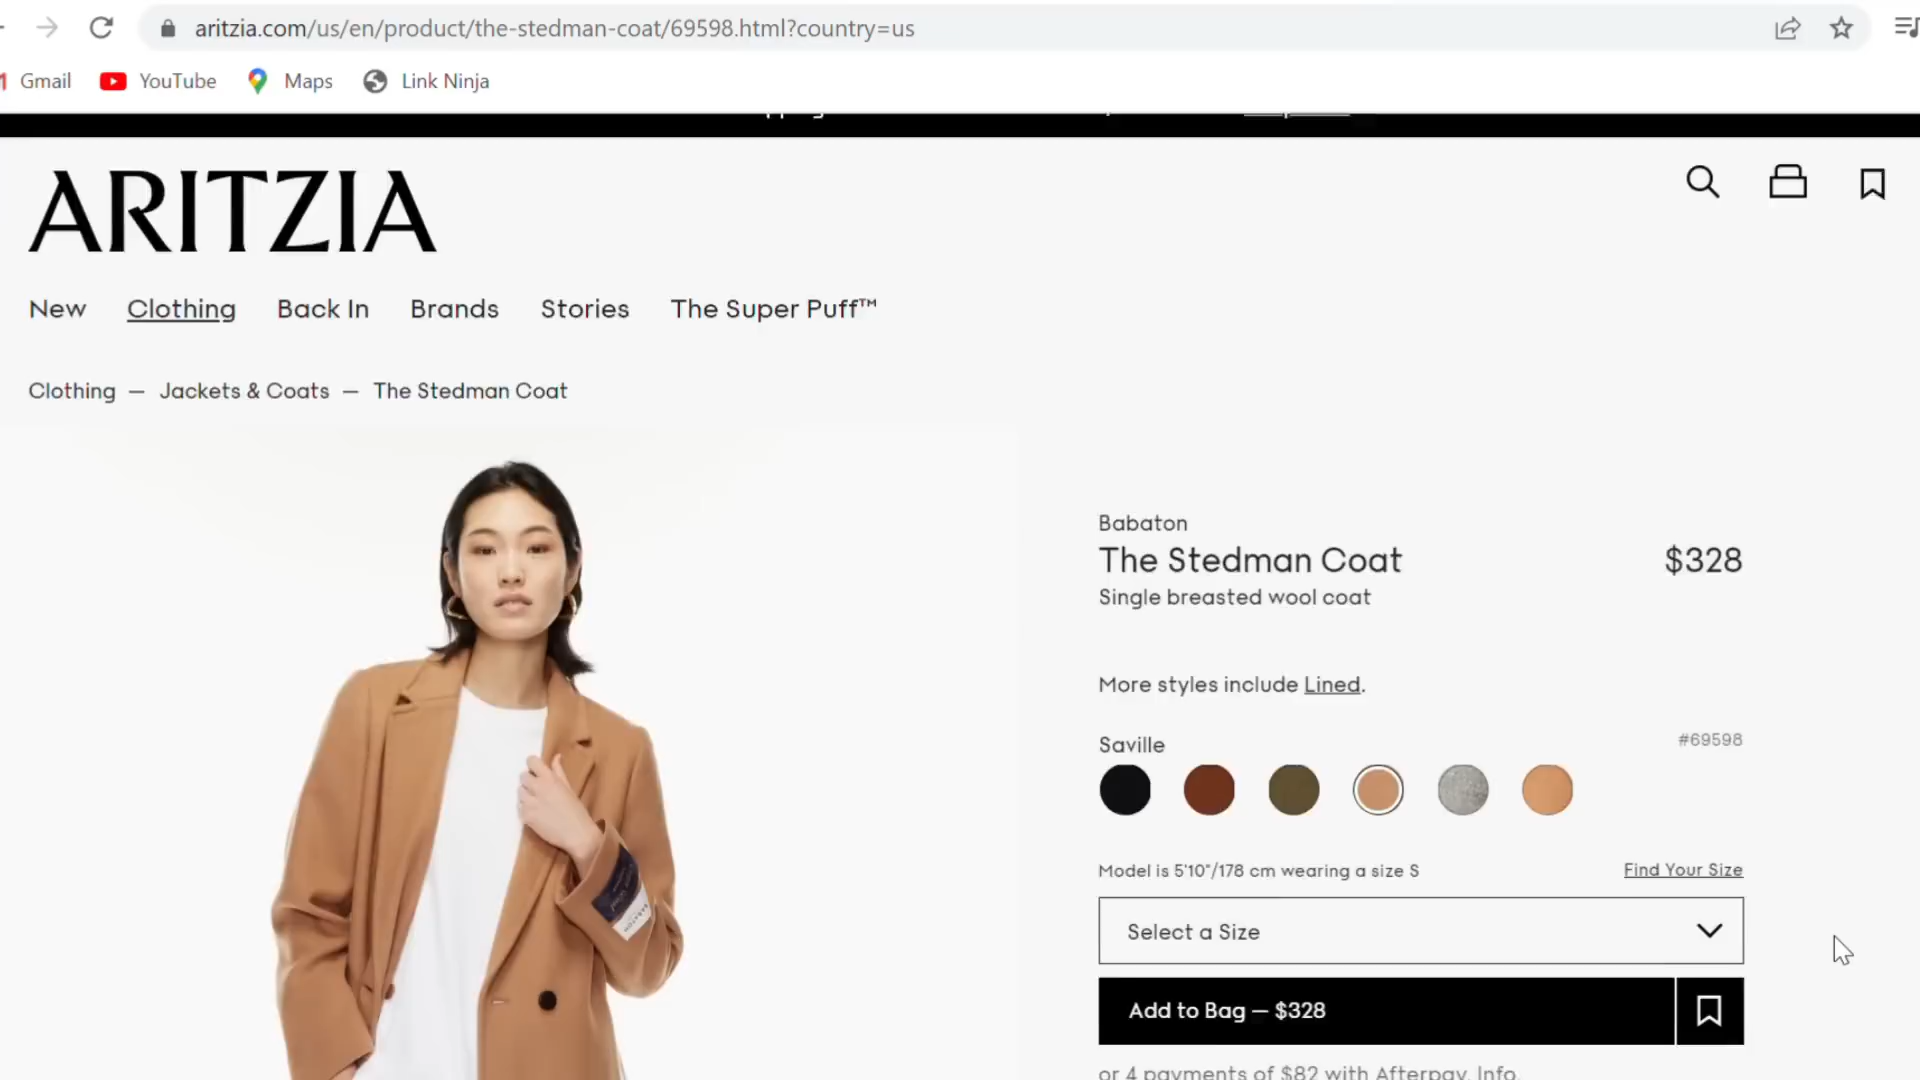 aritzia.com/us/en/product/the-stedman-coat/69598.html?country=us
Gmail YouTube Maps Link Ninja
ARITZIA
New Clothing Back In Brands Stories The Super Puff™
Clothing — Jackets & Coats — The Stedman Coat
Babaton
The Stedman Coat $328
Single breasted wool coat
More styles include Lined.
Saville #69598
Model is 5'10"/178 cm wearing a size S Find Your Size
Select a Size
Add to Bag — $328
or 4 payments of $82 with Afterpay. Info.